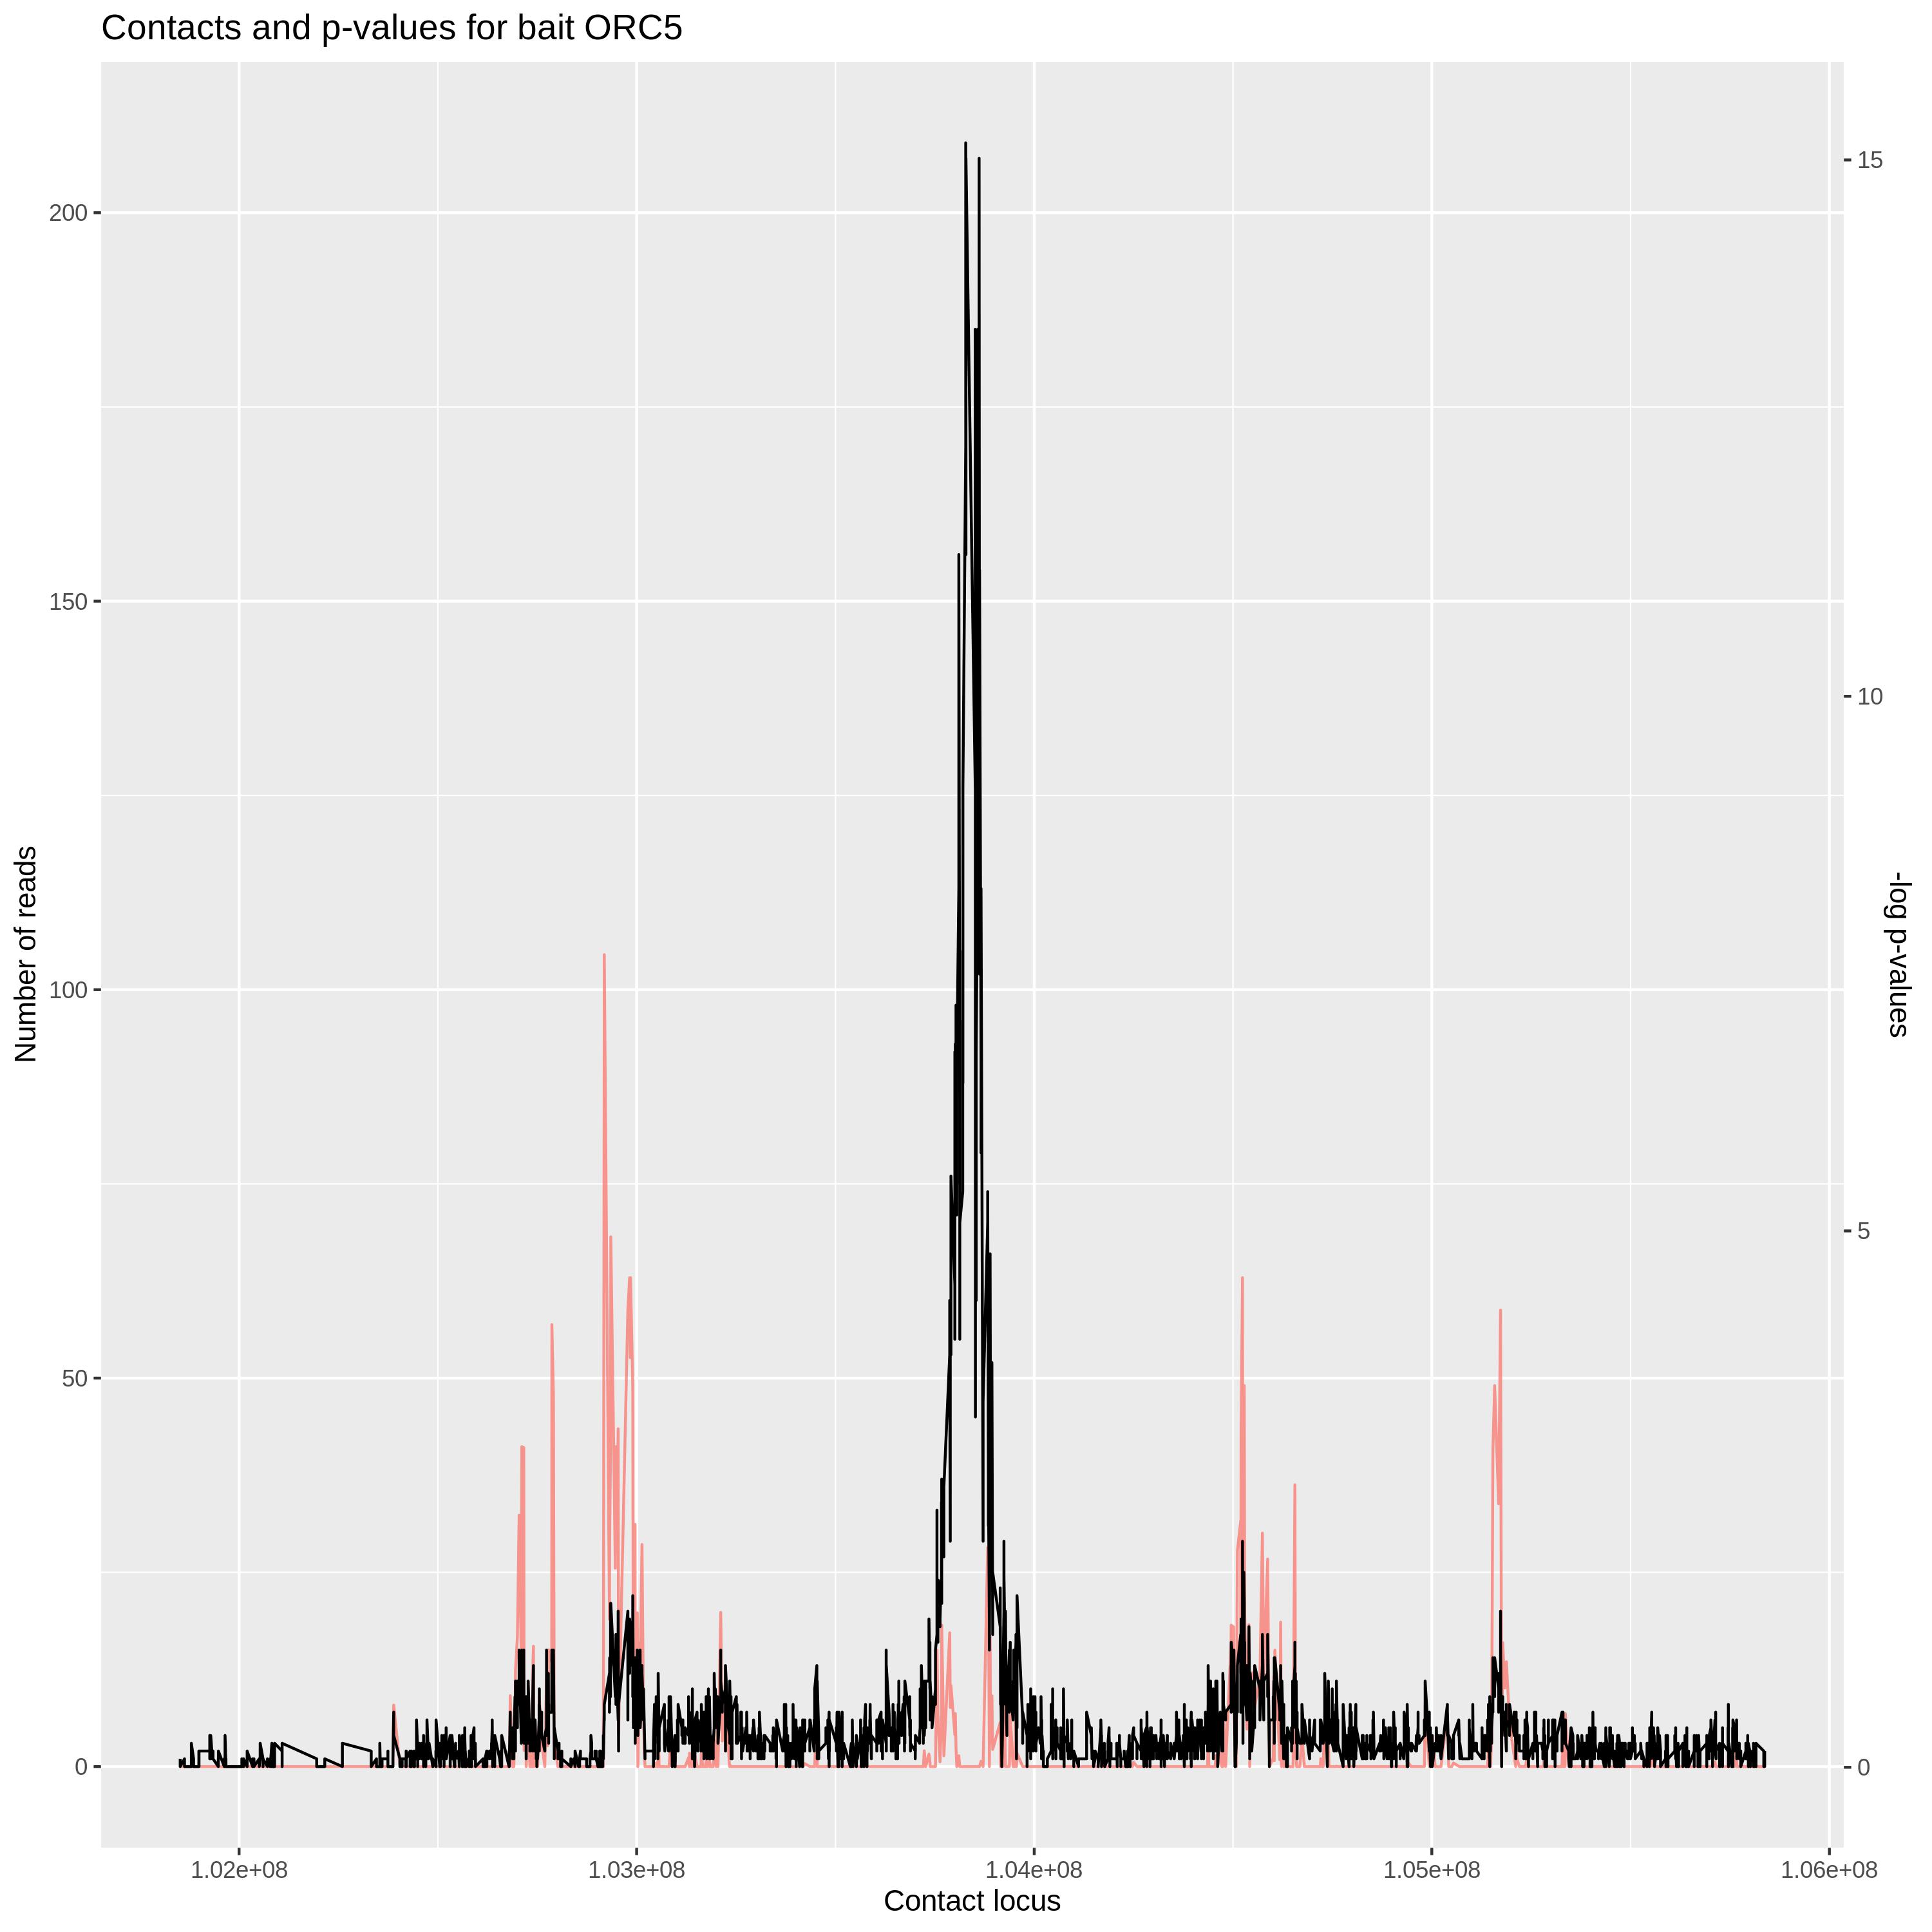 Contacts and p-values for bait ORC5
200
150
100
50
0
Number of reads
15
10
5
0
-log p-values
1.02e+08 1.03e+08 1.04e+08 1.05e+08 1.06e+08
Contact locus